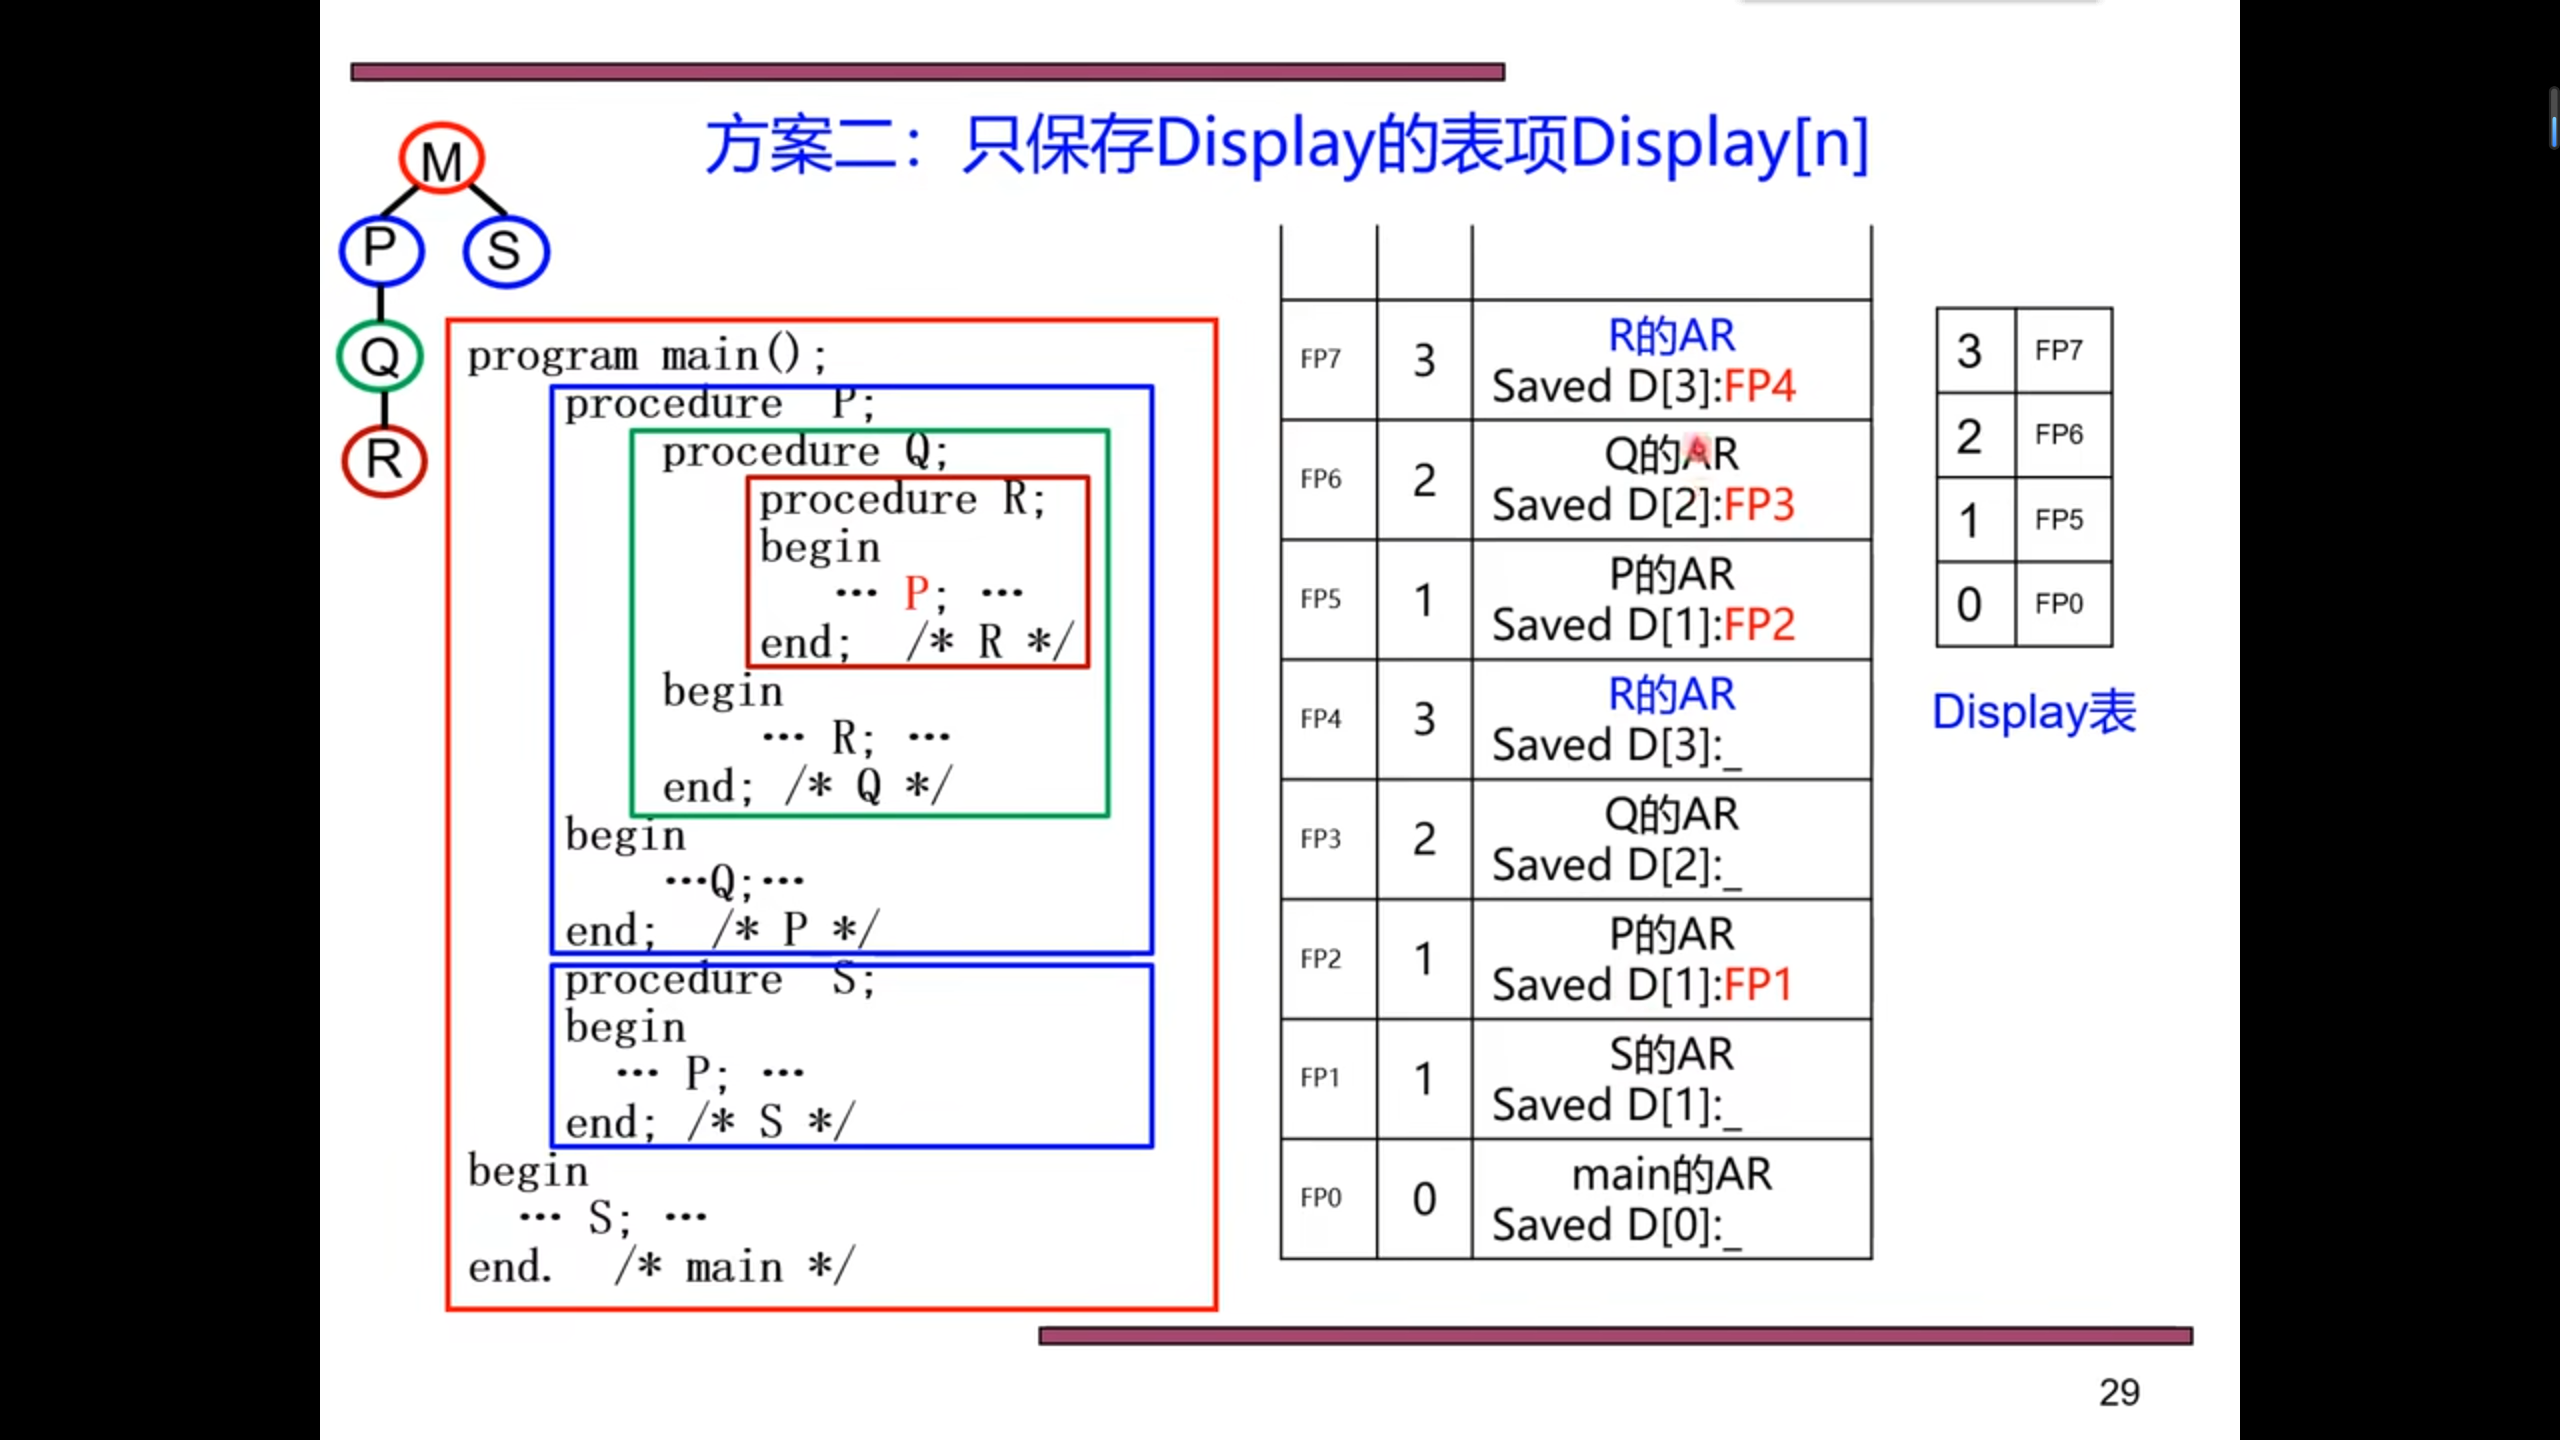 方案二：只保存Display的表项Display[n]
M
P
S
Q
R
program main();
procedure P;
procedure Q;
procedure R;
begin
… P; …
end; /* R */
begin
… R; …
end; /* Q */
begin
…Q;…
end; /* P */
procedure S;
begin
… P; …
end; /* S */
begin
… S; …
end. /* main */
FP7 3 R的AR
Saved D[3]:FP4
FP6 2 Q的AR
Saved D[2]:FP3
FP5 1 P的AR
Saved D[1]:FP2
FP4 3 R的AR
Saved D[3]:_
FP3 2 Q的AR
Saved D[2]:_
FP2 1 P的AR
Saved D[1]:FP1
FP1 1 S的AR
Saved D[1]:_
FP0 0 main的AR
Saved D[0]:_
3 FP7
2 FP6
1 FP5
0 FP0
Display表
29